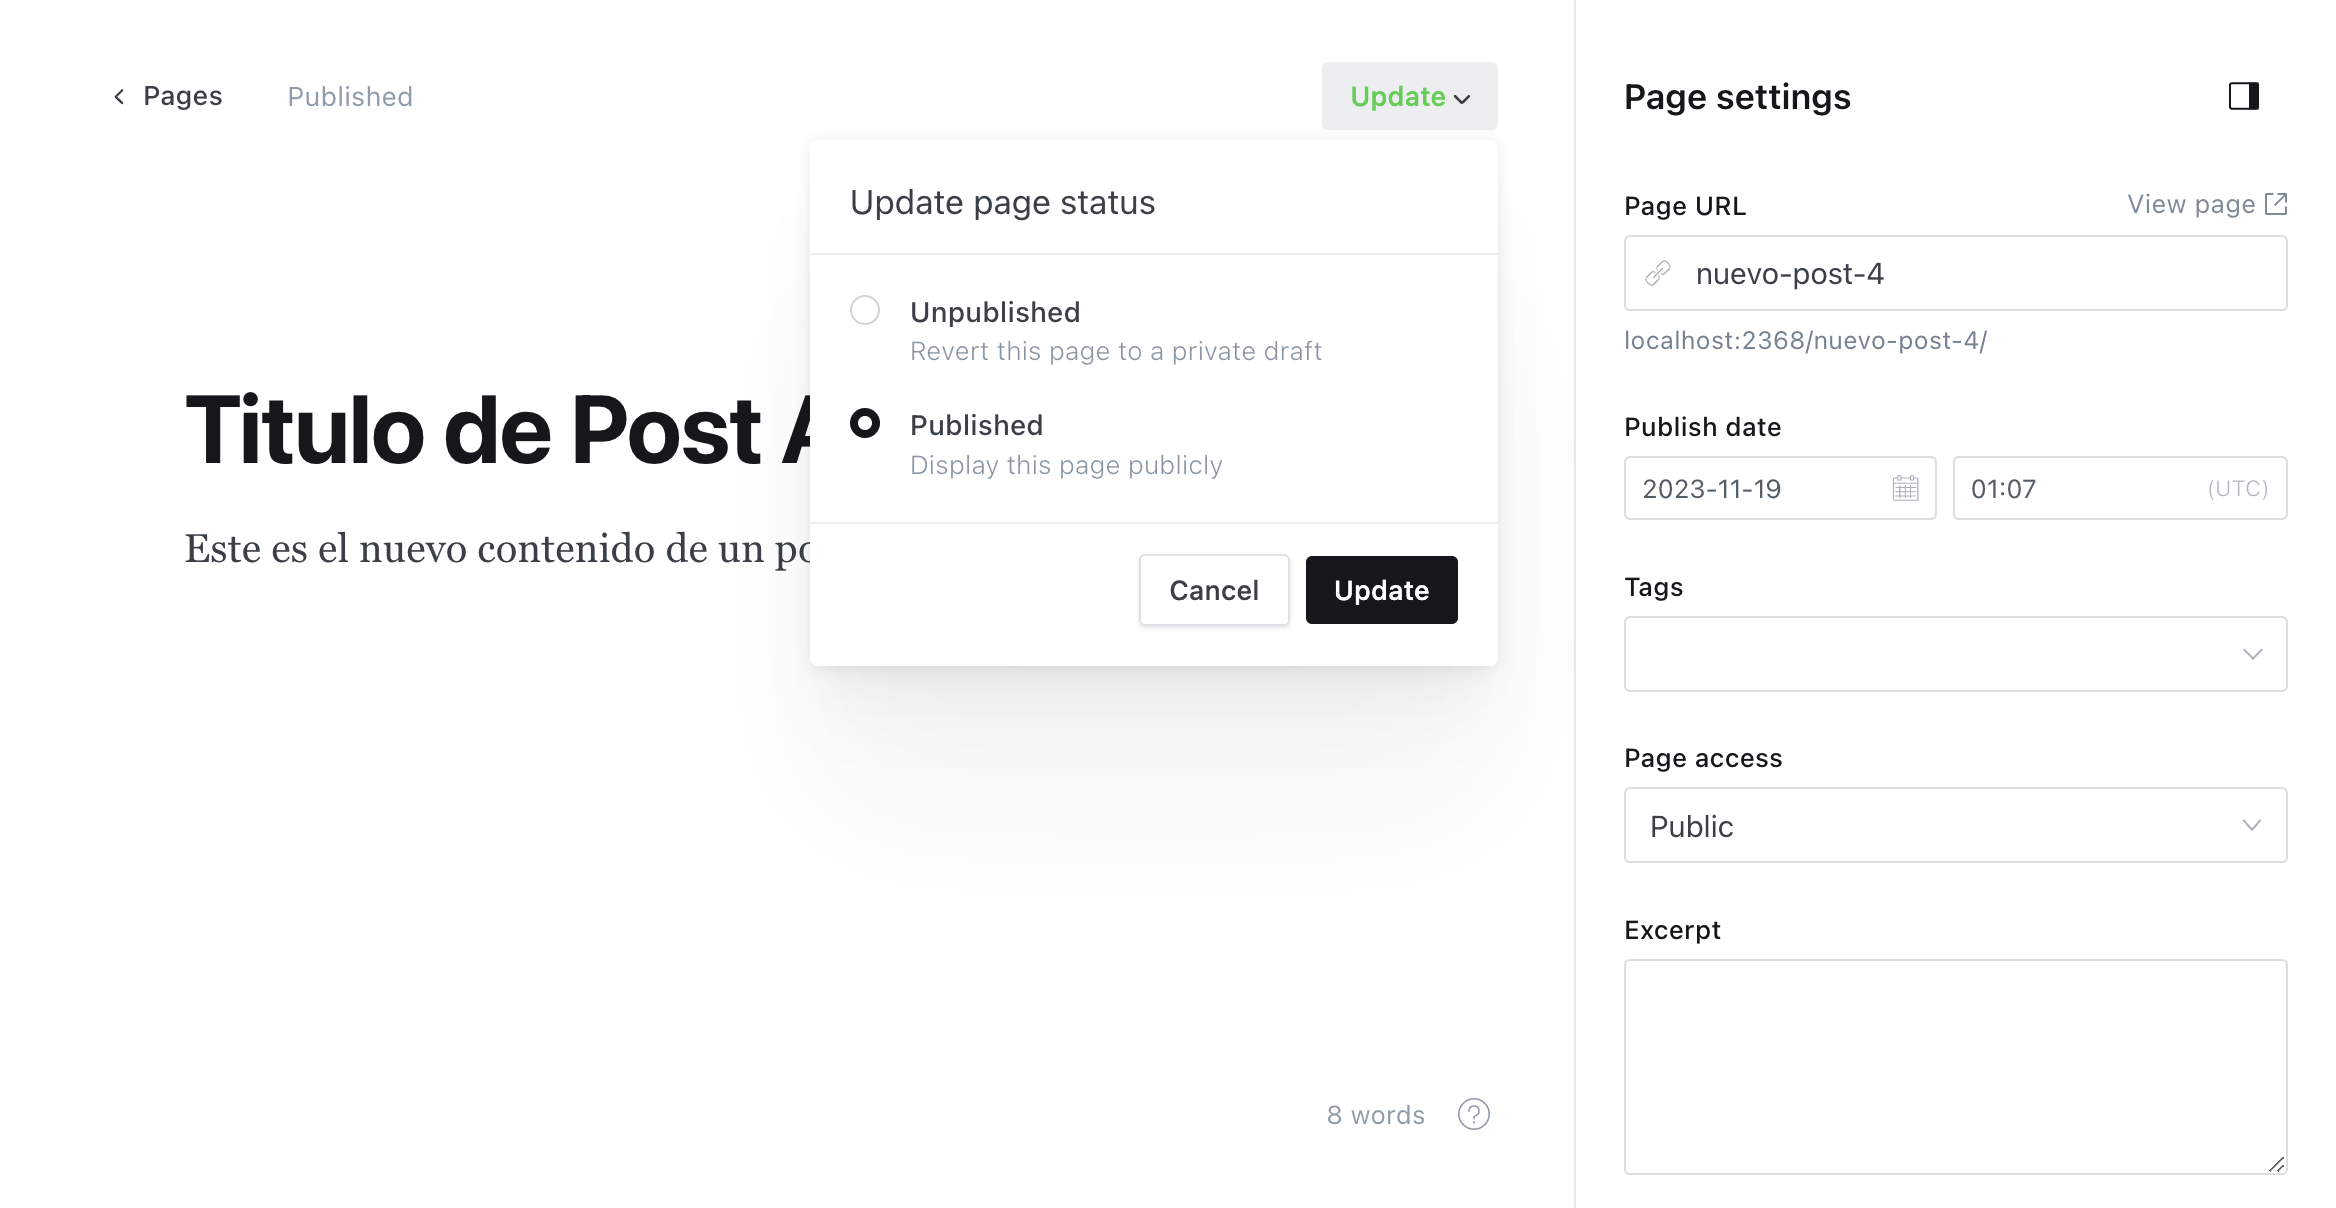 Pages
Published
Update
Update page status
Unpublished
Revert this page to a private draft
Published
Display this page publicly
Cancel
Update
Titulo de Post
Este es el nuevo contenido de un
8 words
?
Page settings
Page URL
View page
nuevo-post-4
localhost:2368/nuevo-post-4/
Publish date
2023-11-19
01:07
(UTC)
Tags
Page access
Public
Excerpt